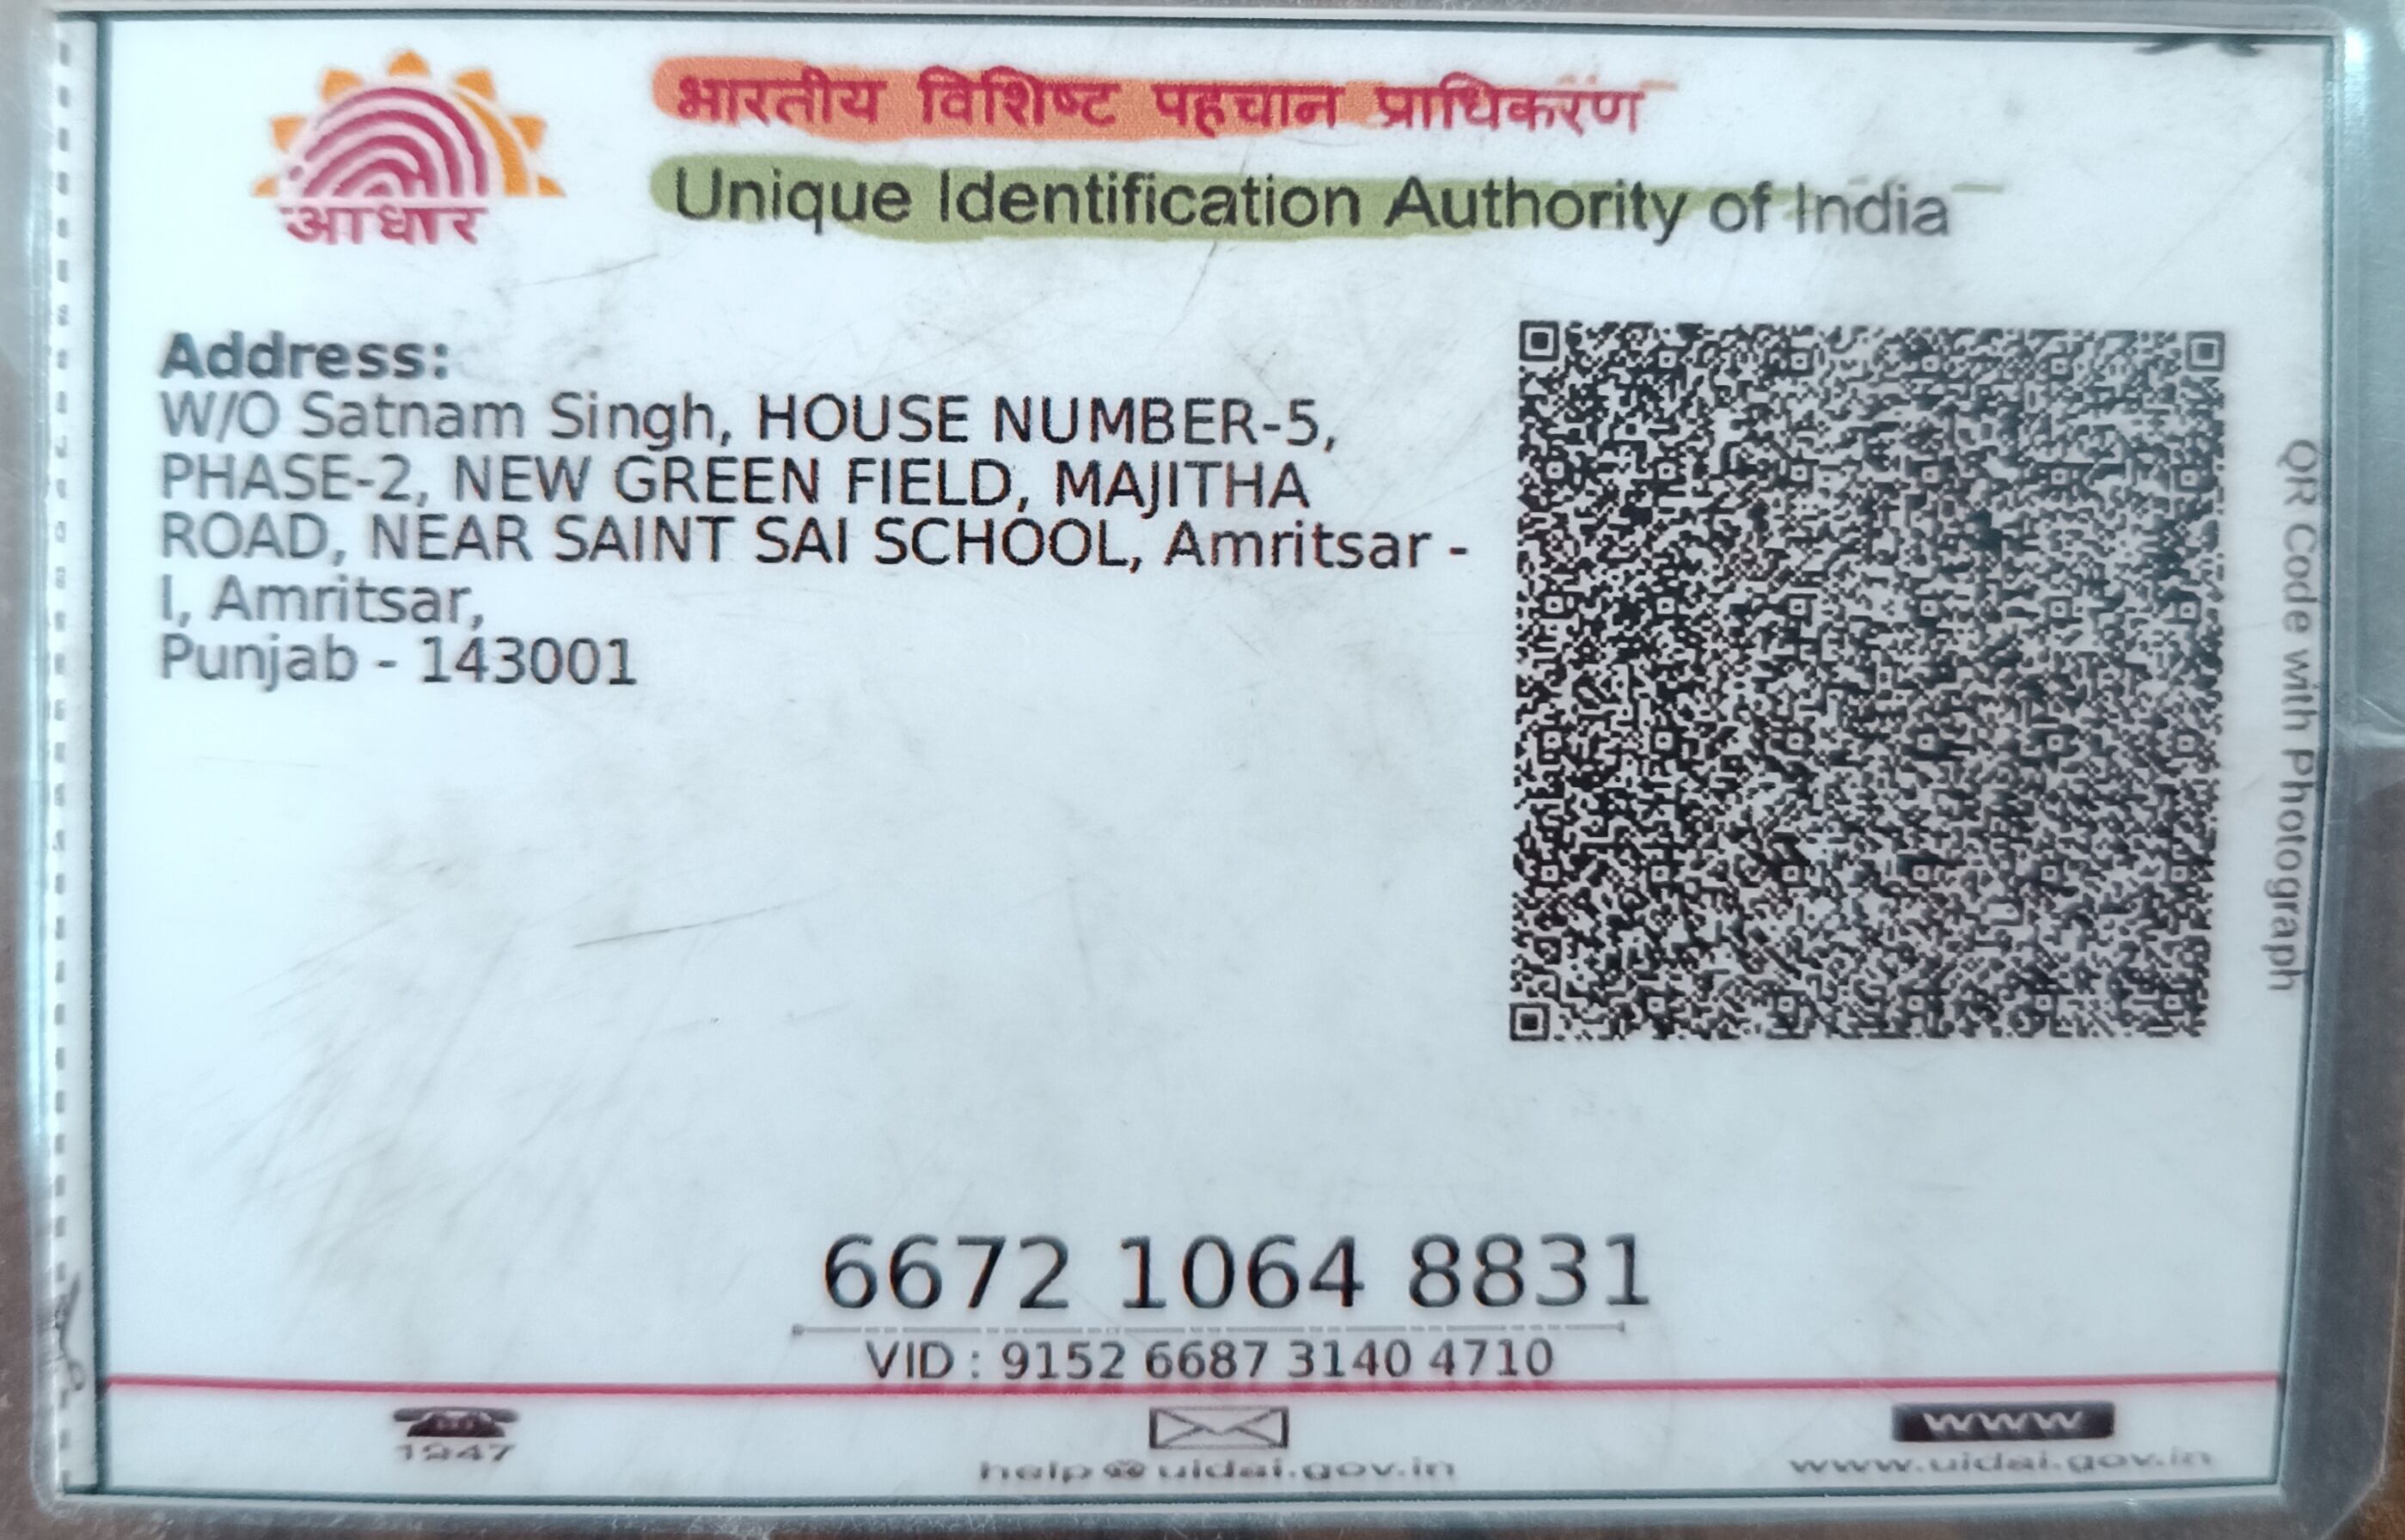 आधार
भारतीय विशिष्ट पहचान प्राधिकरण
Unique Identification Authority of India
Address:
W/O Satnam Singh, HOUSE NUMBER-5,
PHASE-2, NEW GREEN FIELD, MAJITHA
ROAD, NEAR SAINT SAI SCHOOL, Amritsar -
I, Amritsar,
Punjab - 143001
QR Code with Photograph
6672 1064 8831
VID : 9152 6687 3140 4710
1947
help@uidai.gov.in
www
www.uidai.gov.in